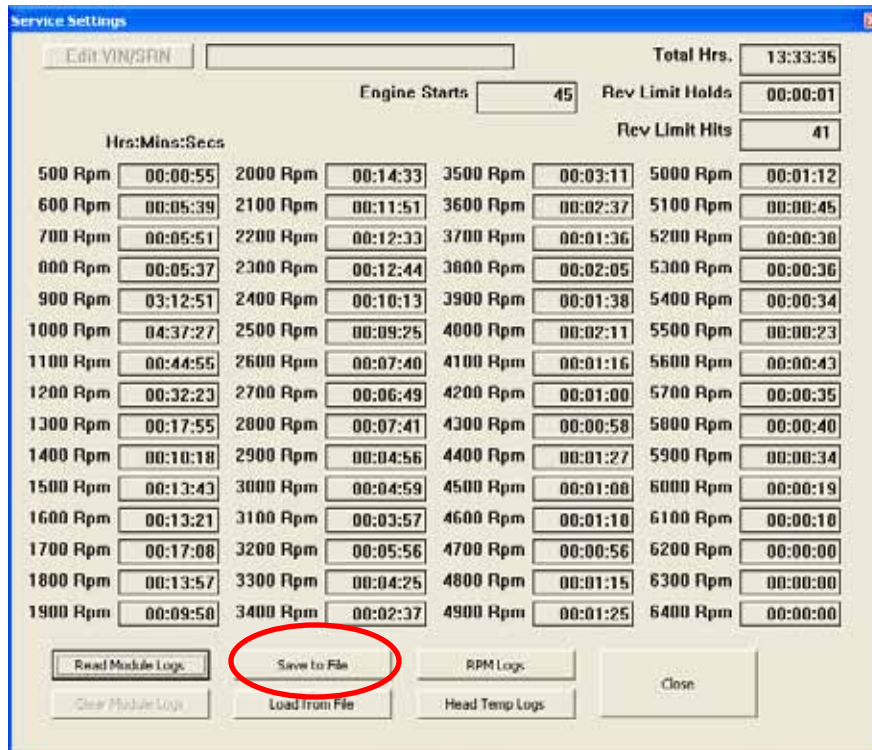 Service Settings
Edit VIN/SRN Total Hrs. 13:33:35
Engine Starts 45 Rev Limit Holds 00:00:01
Rev Limit Hits 41
Hrs:Mins:Secs
500 Rpm 00:00:55 2000 Rpm 00:14:33 3500 Rpm 00:03:11 5000 Rpm 00:01:12
600 Rpm 00:05:39 2100 Rpm 00:11:51 3600 Rpm 00:02:37 5100 Rpm 00:00:45
700 Rpm 00:05:51 2200 Rpm 00:12:33 3700 Rpm 00:01:36 5200 Rpm 00:00:38
800 Rpm 00:05:37 2300 Rpm 00:12:44 3800 Rpm 00:02:05 5300 Rpm 00:00:36
900 Rpm 03:12:51 2400 Rpm 00:10:13 3900 Rpm 00:01:38 5400 Rpm 00:00:34
1000 Rpm 04:37:27 2500 Rpm 00:09:25 4000 Rpm 00:02:11 5500 Rpm 00:00:23
1100 Rpm 00:44:55 2600 Rpm 00:07:40 4100 Rpm 00:01:16 5600 Rpm 00:00:43
1200 Rpm 00:32:23 2700 Rpm 00:06:49 4200 Rpm 00:01:00 5700 Rpm 00:00:35
1300 Rpm 00:17:55 2800 Rpm 00:07:41 4300 Rpm 00:00:58 5800 Rpm 00:00:40
1400 Rpm 00:10:18 2900 Rpm 00:04:56 4400 Rpm 00:01:27 5900 Rpm 00:00:34
1500 Rpm 00:13:43 3000 Rpm 00:04:59 4500 Rpm 00:01:08 6000 Rpm 00:00:19
1600 Rpm 00:13:21 3100 Rpm 00:03:57 4600 Rpm 00:01:10 6100 Rpm 00:00:10
1700 Rpm 00:17:08 3200 Rpm 00:05:56 4700 Rpm 00:00:56 6200 Rpm 00:00:00
1800 Rpm 00:13:57 3300 Rpm 00:04:25 4800 Rpm 00:01:15 6300 Rpm 00:00:00
1900 Rpm 00:09:50 3400 Rpm 00:02:37 4900 Rpm 00:01:25 6400 Rpm 00:00:00
Read Module Logs Save to File RPM Logs Close
Clear Module Logs Load from File Head Temp Logs